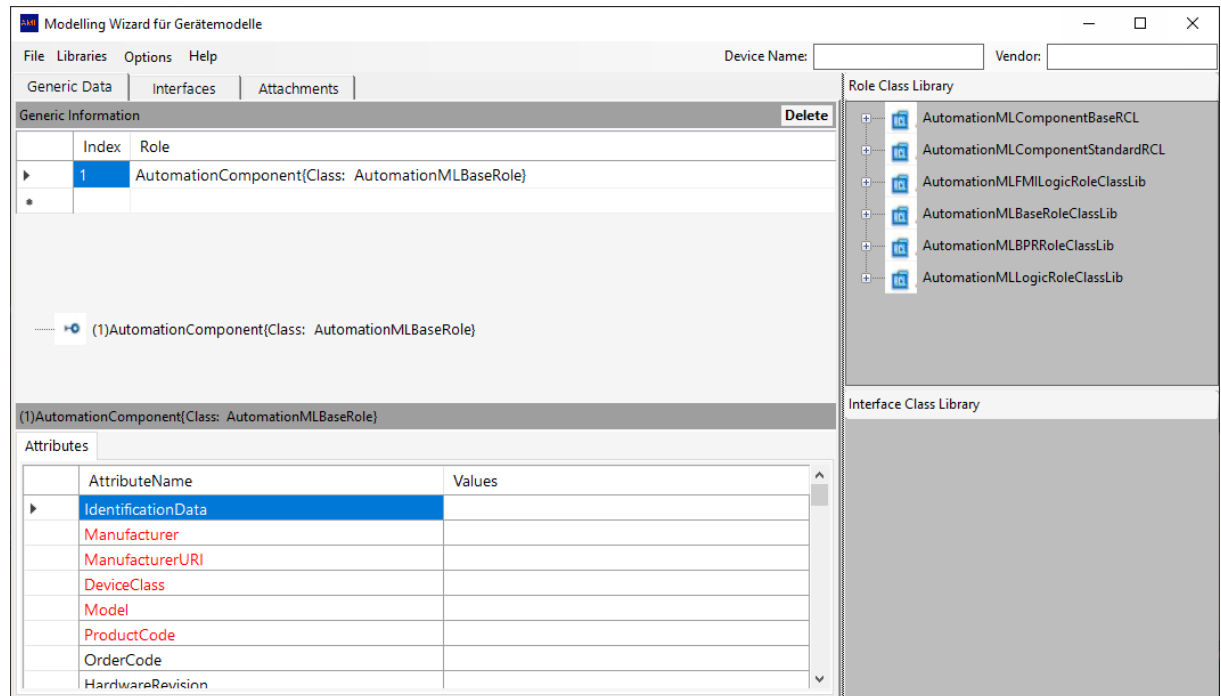 AMl Modelling Wizard für Gerätemodelle
File Libraries Options Help Device Name: Vendor:
Generic Data Interfaces Attachments
Generic Information Delete
Index Role
1 AutomationComponent{Class: AutomationMLBaseRole}
(1)AutomationComponent{Class: AutomationMLBaseRole}
(1)AutomationComponent{Class: AutomationMLBaseRole}
Attributes
AttributeName Values
IdentificationData
Manufacturer
ManufacturerURI
DeviceClass
Model
ProductCode
OrderCode
HardwareRevision
Role Class Library
AutomationMLComponentBaseRCL
AutomationMLComponentStandardRCL
AutomationMLFMILogicRoleClassLib
AutomationMLBaseRoleClassLib
AutomationMLBPRRoleClassLib
AutomationMLLogicRoleClassLib
Interface Class Library